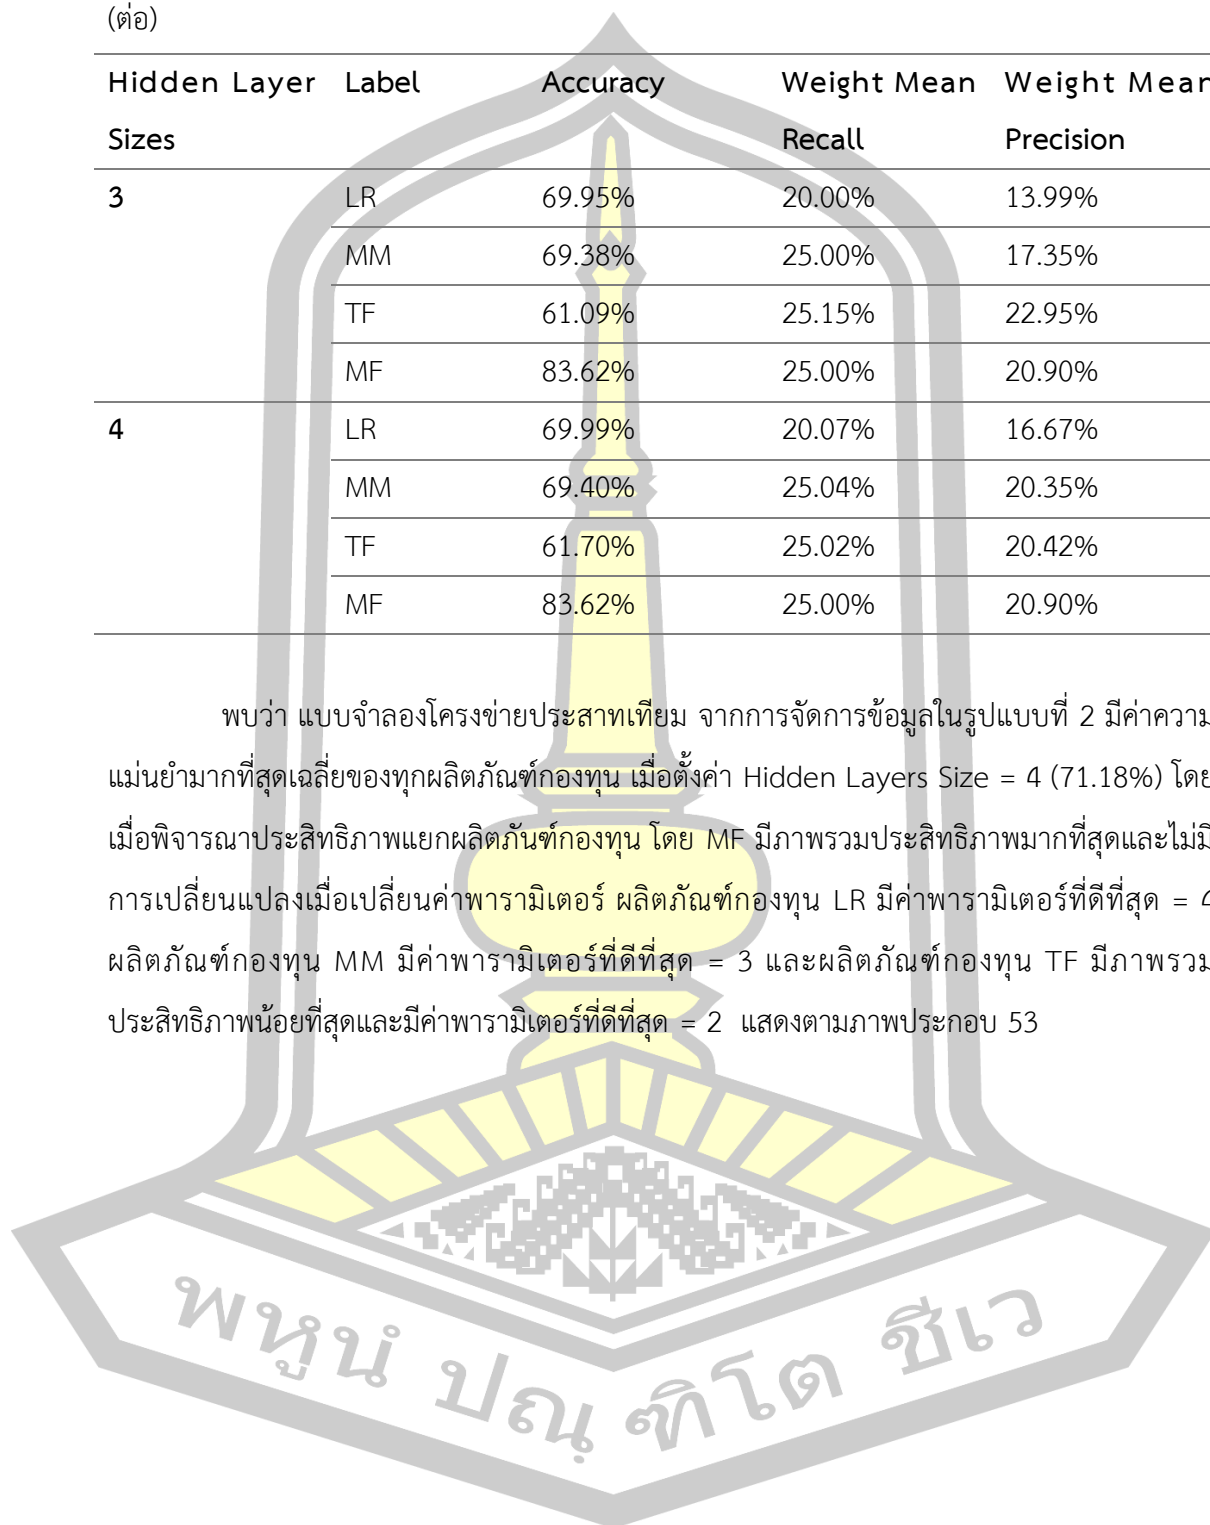 (ต่อ)
Hidden Layer Label Accuracy Weight Mean Weight Mean
Sizes Recall Precision
3 LR 69.95% 20.00% 13.99%
MM 69.38% 25.00% 17.35%
TF 61.09% 25.15% 22.95%
MF 83.62% 25.00% 20.90%
4 LR 69.99% 20.07% 16.67%
MM 69.40% 25.04% 20.35%
TF 61.70% 25.02% 20.42%
MF 83.62% 25.00% 20.90%
พบว่า แบบจำลองโครงข่ายประสาทเทียม จากการจัดการข้อมูลในรูปแบบที่ 2 มีค่าความ
แม่นยำมากที่สุดเฉลี่ยของทุกผลิตภัณฑ์กองทุน เมื่อตั้งค่า Hidden Layers Size = 4 (71.18%) โดย
เมื่อพิจารณาประสิทธิภาพแยกผลิตภันฑ์กองทุน โดย MF มีภาพรวมประสิทธิภาพมากที่สุดและไม่มี
การเปลี่ยนแปลงเมื่อเปลี่ยนค่าพารามิเตอร์ ผลิตภัณฑ์กองทุน LR มีค่าพารามิเตอร์ที่ดีที่สุด = 4
ผลิตภัณฑ์กองทุน MM มีค่าพารามิเตอร์ที่ดีที่สุด = 3 และผลิตภัณฑ์กองทุน TF มีภาพรวม
ประสิทธิภาพน้อยที่สุดและมีค่าพารามิเตอร์ที่ดีที่สุด = 2 แสดงตามภาพประกอบ 53
พหูนํ ปณฺฑิโต ชีเว